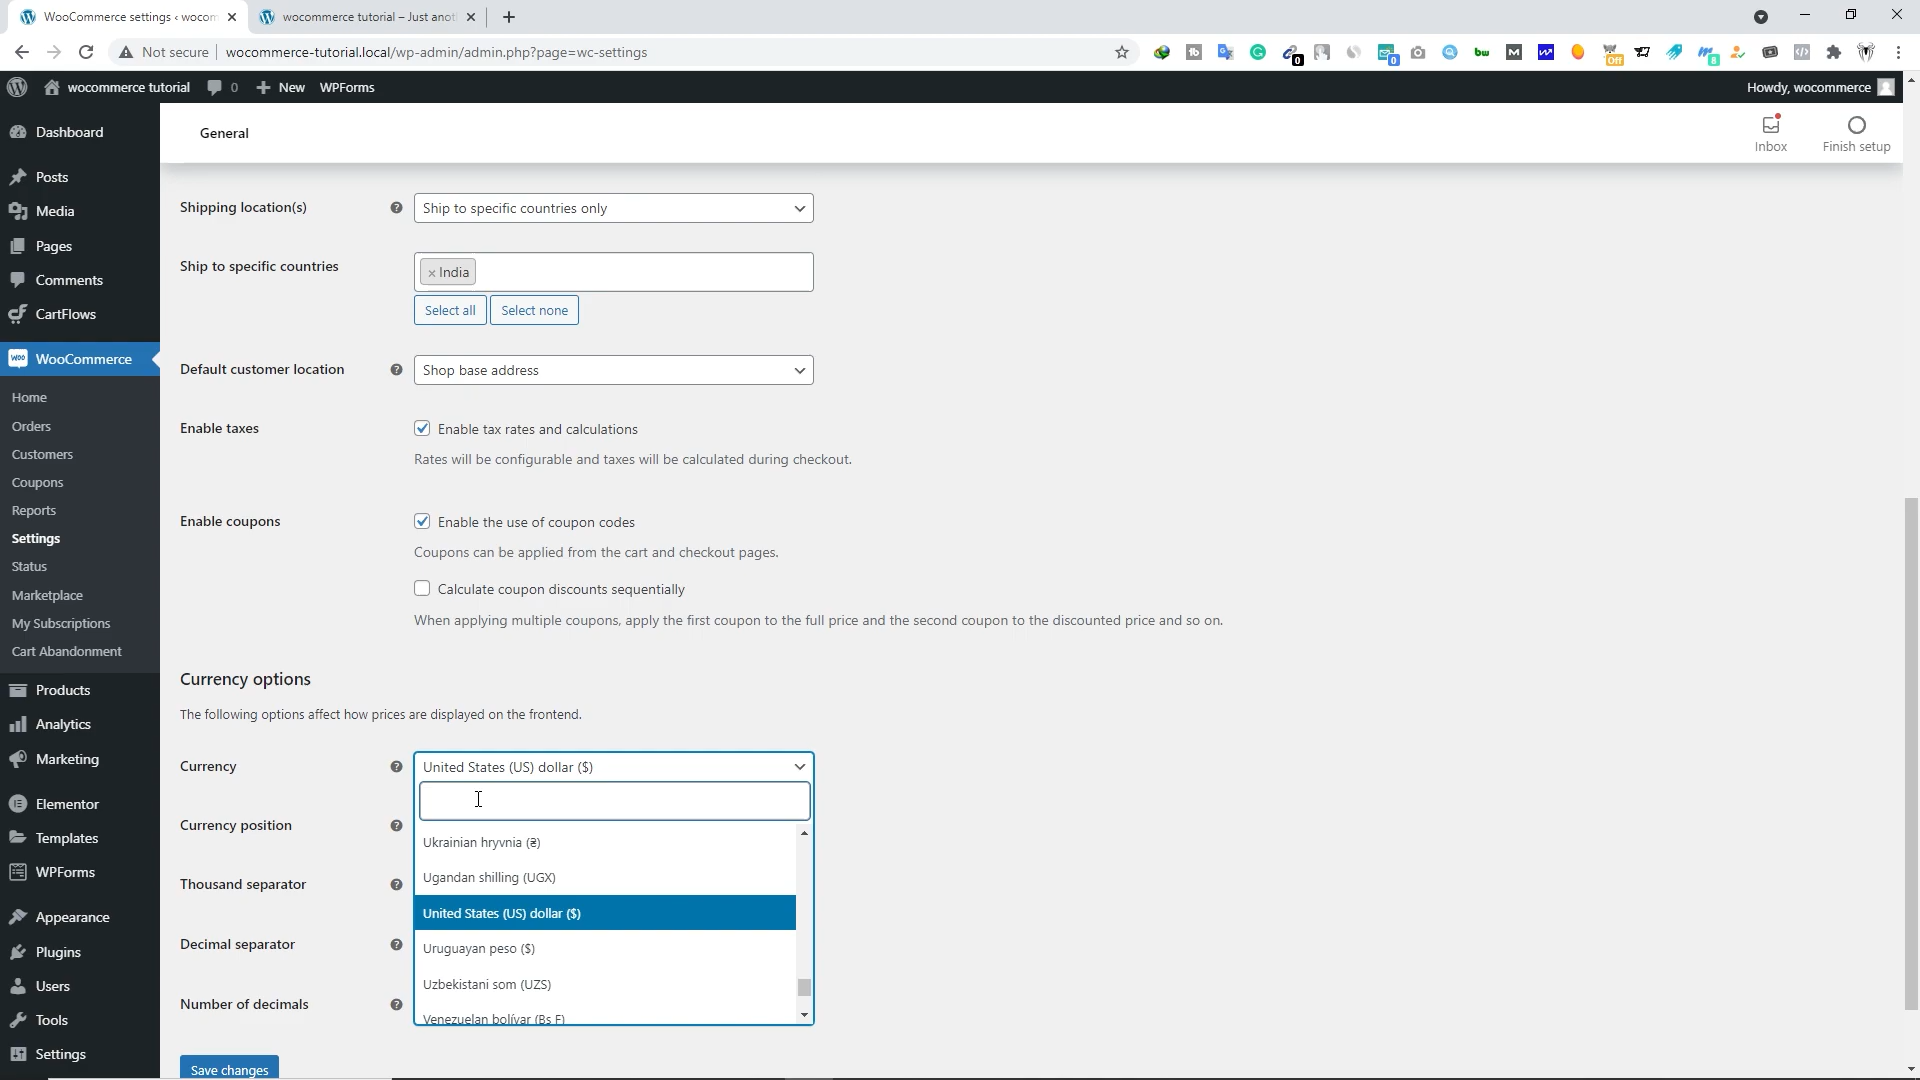 WooCommerce settings ‹ wocom
wocommerce tutorial – Just anot
Not secure
wocommerce-tutorial.local/wp-admin/admin.php?page=wc-settings
wocommerce tutorial
0
New
WPForms
Howdy, wocommerce
General
Inbox
Finish setup
Dashboard
Posts
Media
Pages
Comments
CartFlows
WooCommerce
Home
Orders
Customers
Coupons
Reports
Settings
Status
Marketplace
My Subscriptions
Cart Abandonment
Products
Analytics
Marketing
Elementor
Templates
WPForms
Appearance
Plugins
Users
Tools
Settings
Shipping location(s)
Ship to specific countries only
Ship to specific countries
× India
Select all
Select none
Default customer location
Shop base address
Enable taxes
Enable tax rates and calculations
Rates will be configurable and taxes will be calculated during checkout.
Enable coupons
Enable the use of coupon codes
Coupons can be applied from the cart and checkout pages.
Calculate coupon discounts sequentially
When applying multiple coupons, apply the first coupon to the full price and the second coupon to the discounted price and so on.
Currency options
The following options affect how prices are displayed on the frontend.
Currency
United States (US) dollar ($)
Currency position
Ukrainian hryvnia (₴)
Ugandan shilling (UGX)
Thousand separator
United States (US) dollar ($)
Decimal separator
Uruguayan peso ($)
Uzbekistani som (UZS)
Number of decimals
Venezuelan bolívar (Bs F)
Save changes